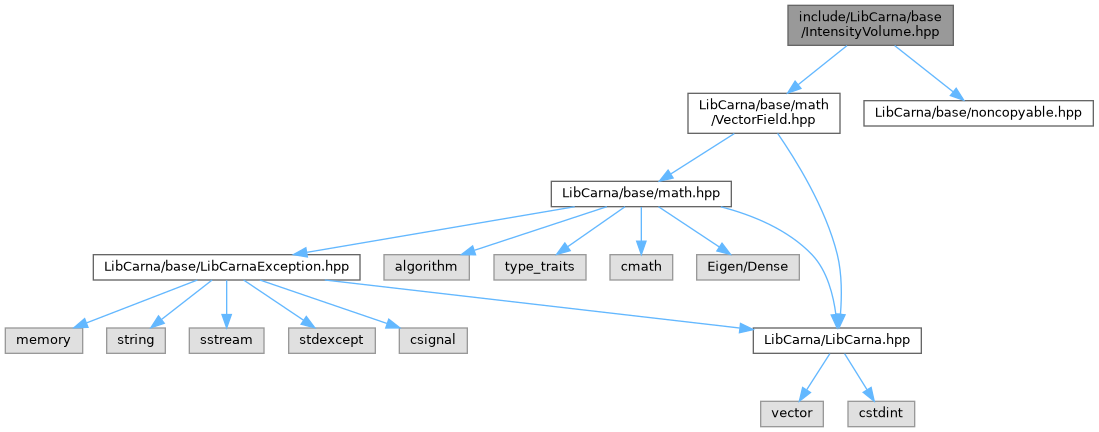 include/LibCarna/base
/IntensityVolume.hpp
LibCarna/base/math
/VectorField.hpp
LibCarna/base/noncopyable.hpp
LibCarna/base/math.hpp
LibCarna/base/LibCarnaException.hpp
algorithm
type_traits
cmath
Eigen/Dense
memory
string
sstream
stdexcept
csignal
LibCarna/LibCarna.hpp
vector
cstdint